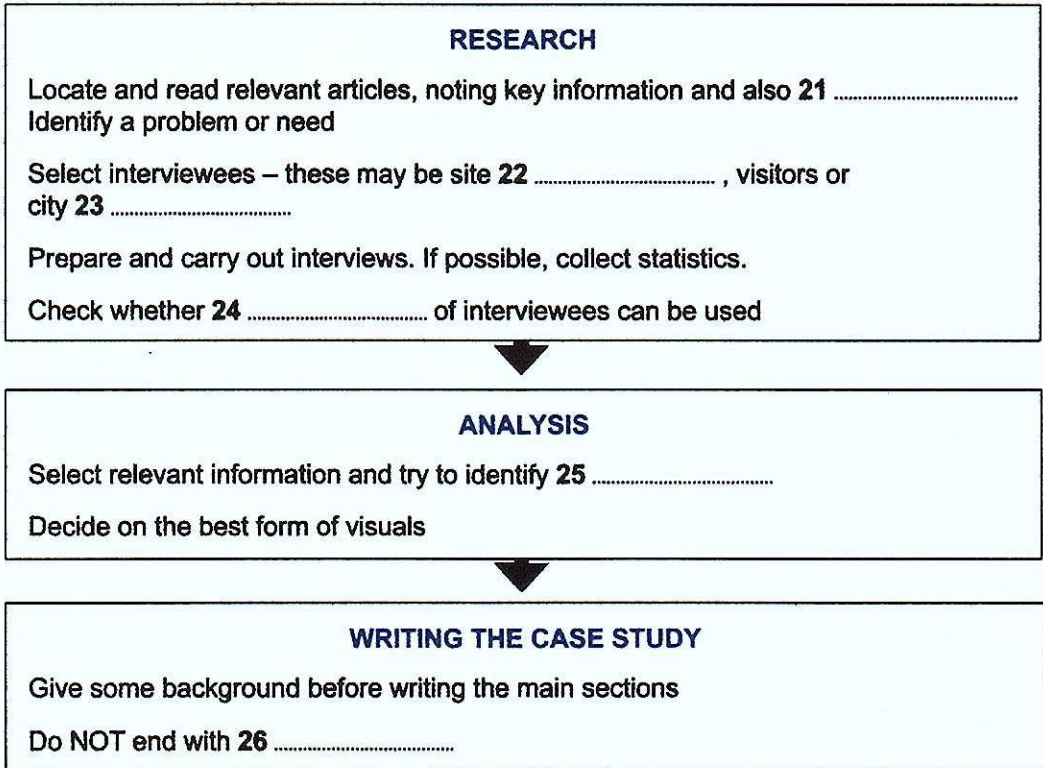 RESEARCH
Locate and read relevant articles, noting key information and also 21 ....................................
Identify a problem or need
Select interviewees – these may be site 22 .................................... , visitors or
city 23 ....................................
Prepare and carry out interviews. If possible, collect statistics.
Check whether 24 .................................... of interviewees can be used
ANALYSIS
Select relevant information and try to identify 25 ....................................
Decide on the best form of visuals
WRITING THE CASE STUDY
Give some background before writing the main sections
Do NOT end with 26 ....................................